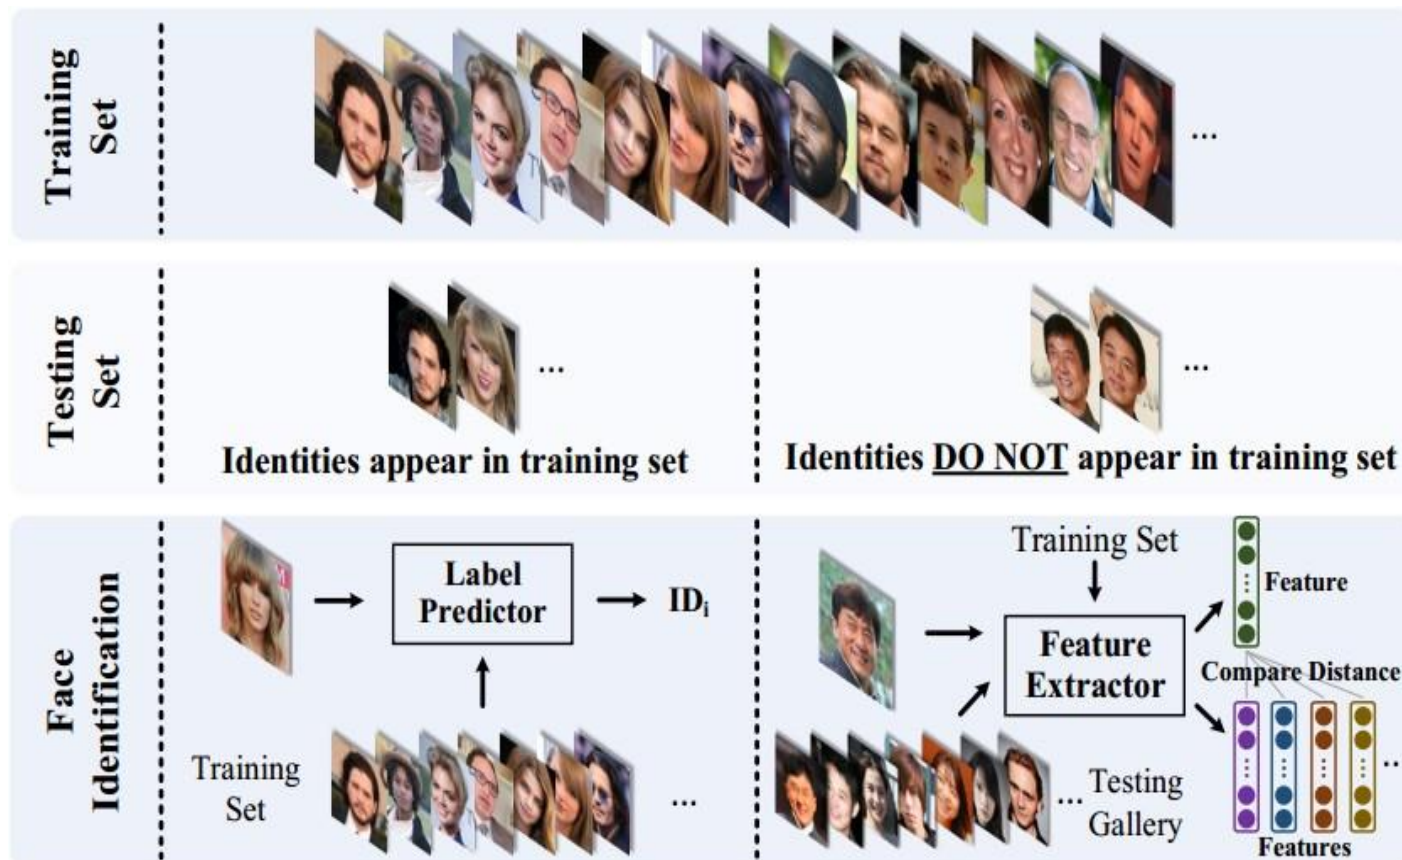 Training
Set
...
Testing
Set
...
Identities appear in training set
...
Identities DO NOT appear in training set
Face
Identification
Label
Predictor
IDi
Training
Set
...
Training Set
Feature
Extractor
Feature
Compare Distance
...
Testing
Gallery
...
Features